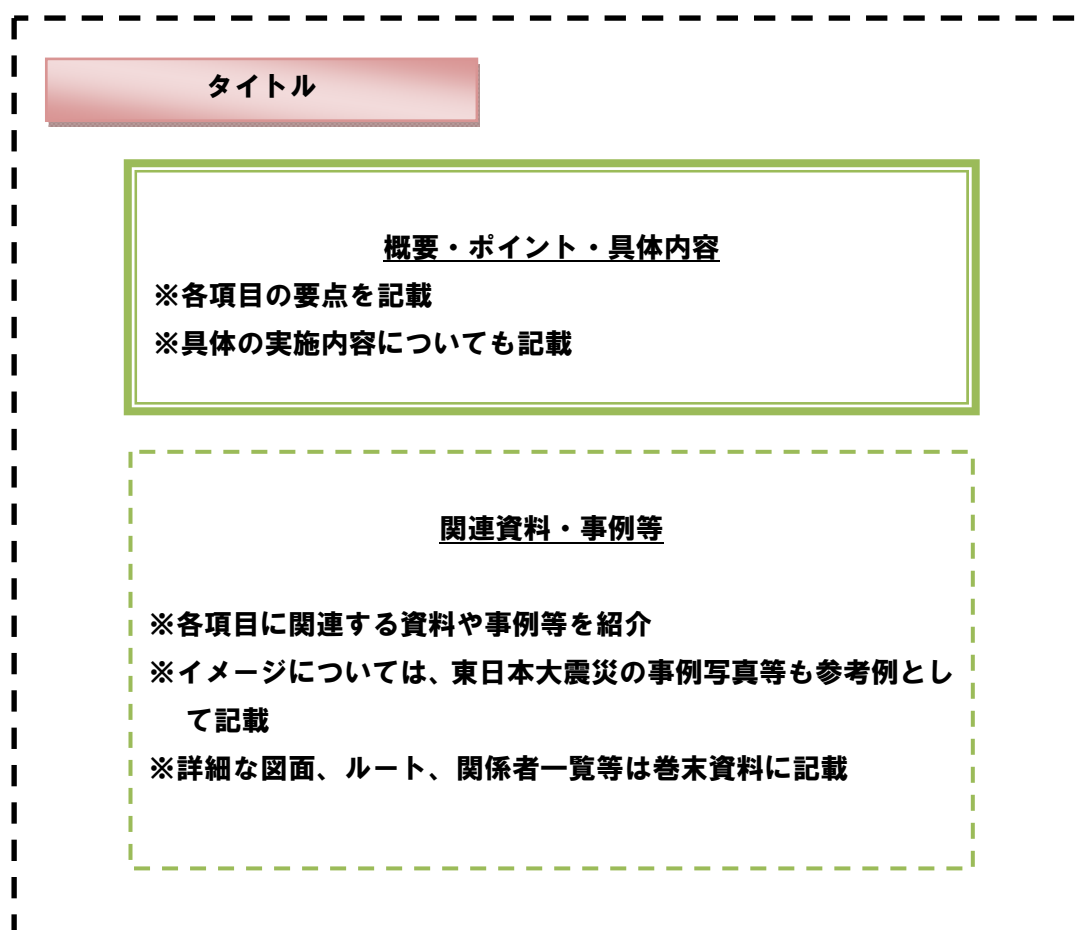 タイトル
概要・ポイント・具体内容
※各項目の要点を記載
※具体の実施内容についても記載
関連資料・事例等
※各項目に関連する資料や事例等を紹介
※イメージについては、東日本大震災の事例写真等も参考例とし
て記載
※詳細な図面、ルート、関係者一覧等は巻末資料に記載